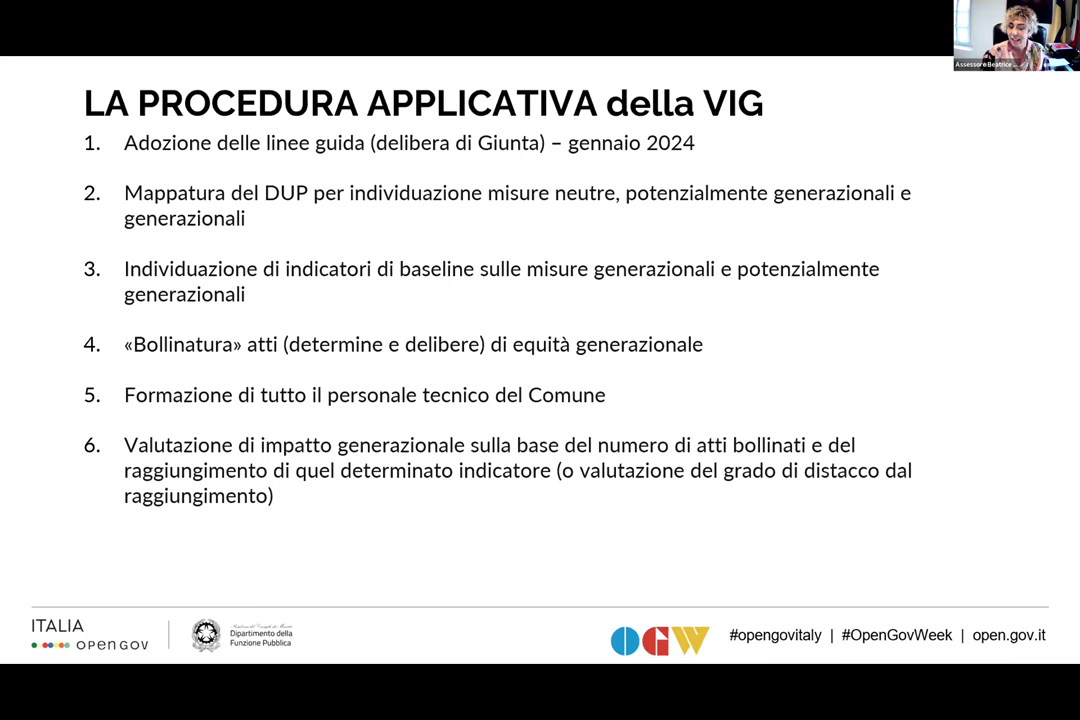 Assessore Beatrice ...
LA PROCEDURA APPLICATIVA della VIG
1. Adozione delle linee guida (delibera di Giunta) – gennaio 2024
2. Mappatura del DUP per individuazione misure neutre, potenzialmente generazionali e
generazionali
3. Individuazione di indicatori di baseline sulle misure generazionali e potenzialmente
generazionali
4. «Bollinatura» atti (determine e delibere) di equità generazionale
5. Formazione di tutto il personale tecnico del Comune
6. Valutazione di impatto generazionale sulla base del numero di atti bollinati e del
raggiungimento di quel determinato indicatore (o valutazione del grado di distacco dal
raggiungimento)
ITALIA
OPEN GOV
Dipartimento della
Funzione Pubblica
OGW
#opengovitaly | #OpenGovWeek | open.gov.it